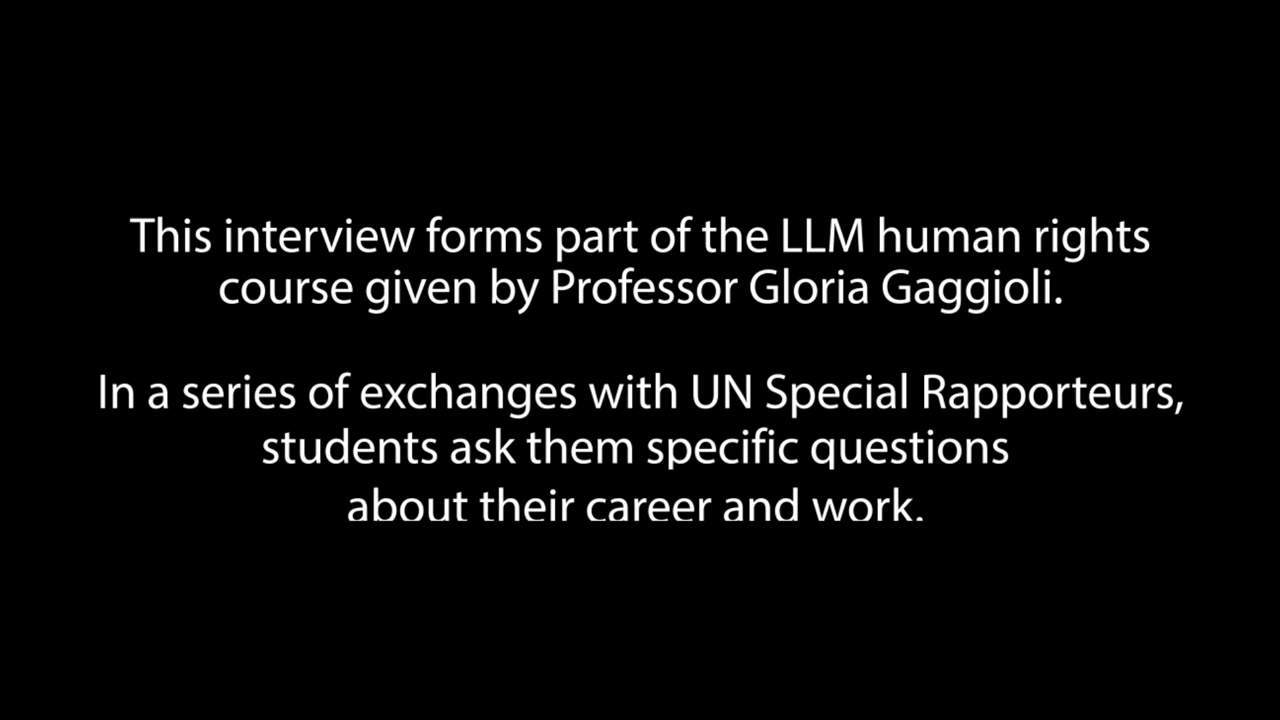 This interview forms part of the LLM human rights
course given by Professor Gloria Gaggioli.
In a series of exchanges with UN Special Rapporteurs,
students ask them specific questions
about their career and work.